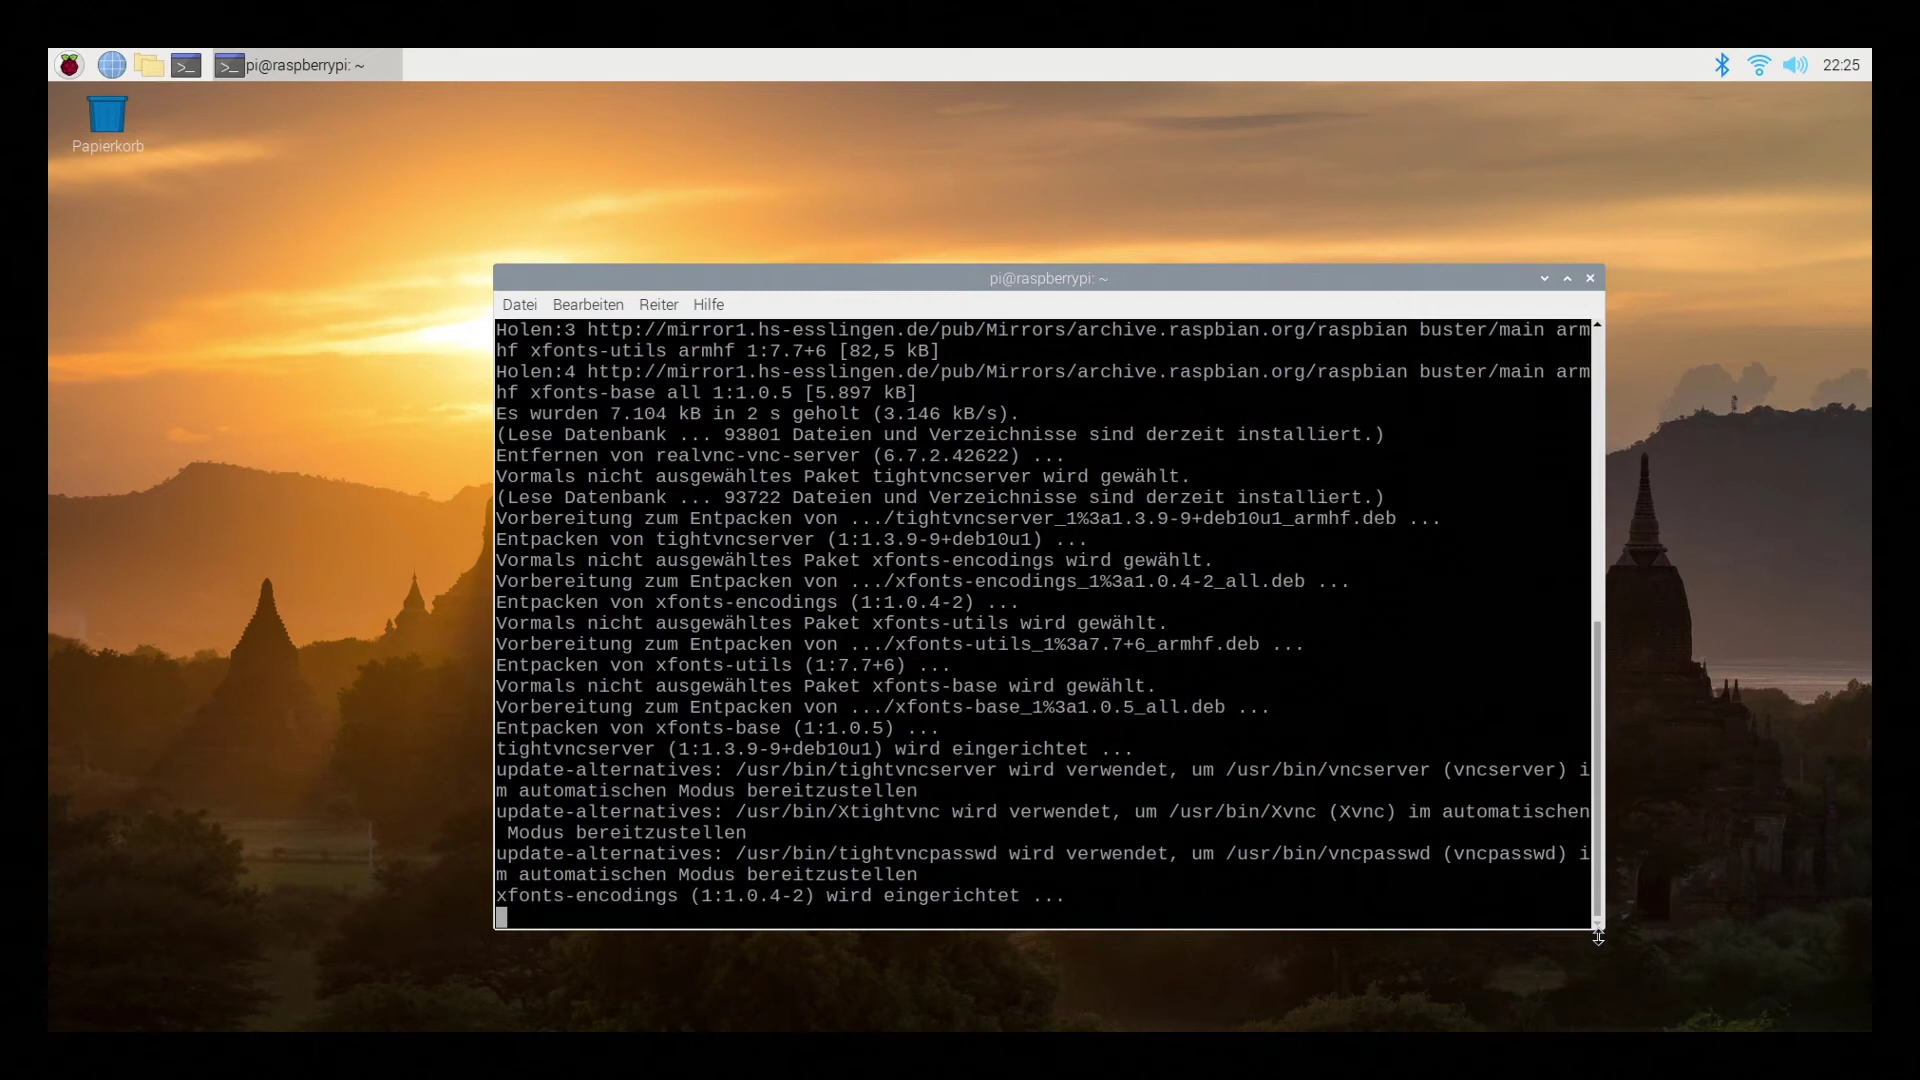 pi@raspberrypi: ~
22:25
Papierkorb
pi@raspberrypi: ~
Datei Bearbeiten Reiter Hilfe
Holen:3 http://mirror1.hs-esslingen.de/pub/Mirrors/archive.raspbian.org/raspbian buster/main arm
hf xfonts-utils armhf 1:7.7+6 [82,5 kB]
Holen:4 http://mirror1.hs-esslingen.de/pub/Mirrors/archive.raspbian.org/raspbian buster/main arm
hf xfonts-base all 1:1.0.5 [5.897 kB]
Es wurden 7.104 kB in 2 s geholt (3.146 kB/s).
(Lese Datenbank ... 93801 Dateien und Verzeichnisse sind derzeit installiert.)
Entfernen von realvnc-vnc-server (6.7.2.42622) ...
Vormals nicht ausgewähltes Paket tightvncserver wird gewählt.
(Lese Datenbank ... 93722 Dateien und Verzeichnisse sind derzeit installiert.)
Vorbereitung zum Entpacken von .../tightvncserver_1%3a1.3.9-9+deb10u1_armhf.deb ...
Entpacken von tightvncserver (1:1.3.9-9+deb10u1) ...
Vormals nicht ausgewähltes Paket xfonts-encodings wird gewählt.
Vorbereitung zum Entpacken von .../xfonts-encodings_1%3a1.0.4-2_all.deb ...
Entpacken von xfonts-encodings (1:1.0.4-2) ...
Vormals nicht ausgewähltes Paket xfonts-utils wird gewählt.
Vorbereitung zum Entpacken von .../xfonts-utils_1%3a7.7+6_armhf.deb ...
Entpacken von xfonts-utils (1:7.7+6) ...
Vormals nicht ausgewähltes Paket xfonts-base wird gewählt.
Vorbereitung zum Entpacken von .../xfonts-base_1%3a1.0.5_all.deb ...
Entpacken von xfonts-base (1:1.0.5) ...
tightvncserver (1:1.3.9-9+deb10u1) wird eingerichtet ...
update-alternatives: /usr/bin/tightvncserver wird verwendet, um /usr/bin/vncserver (vncserver) i
m automatischen Modus bereitzustellen
update-alternatives: /usr/bin/Xtightvnc wird verwendet, um /usr/bin/Xvnc (Xvnc) im automatischen
 Modus bereitzustellen
update-alternatives: /usr/bin/tightvncpasswd wird verwendet, um /usr/bin/vncpasswd (vncpasswd) i
m automatischen Modus bereitzustellen
xfonts-encodings (1:1.0.4-2) wird eingerichtet ...